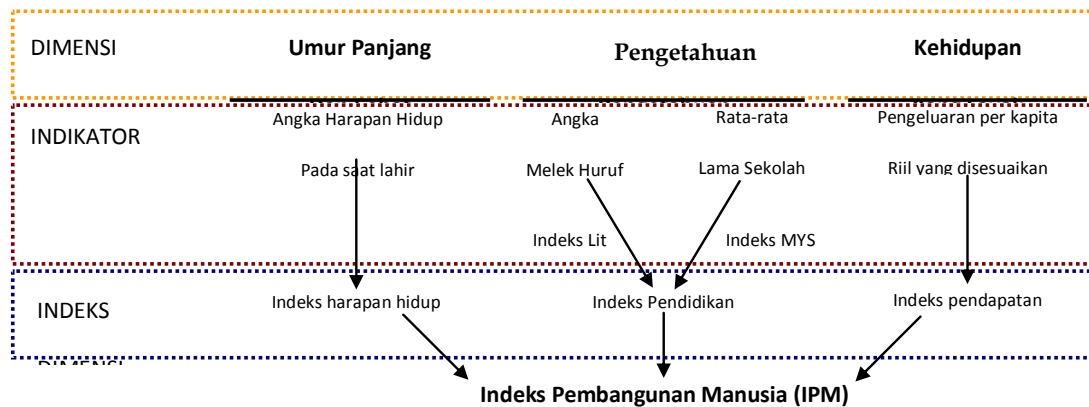 DIMENSI
Umur Panjang
Pengetahuan
Kehidupan
INDIKATOR
Angka Harapan Hidup
Pada saat lahir
Angka
Melek Huruf
Rata-rata
Lama Sekolah
Pengeluaran per kapita
Riil yang disesuaikan
Indeks Lit
Indeks MYS
INDEKS
DIMENSI
Indeks harapan hidup
Indeks Pendidikan
Indeks pendapatan
Indeks Pembangunan Manusia (IPM)